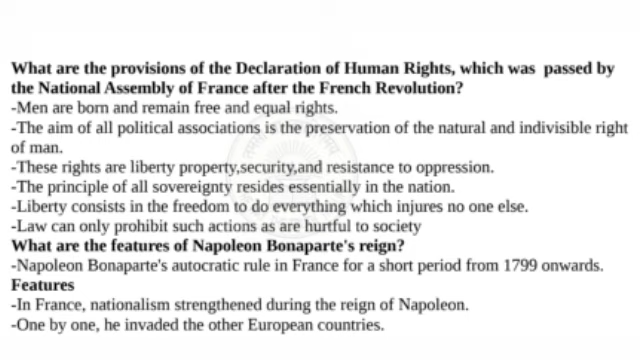 What are the provisions of the Declaration of Human Rights, which was passed by
the National Assembly of France after the French Revolution?
-Men are born and remain free and equal rights.
-The aim of all political associations is the preservation of the natural and indivisible right
of man.
-These rights are liberty property,security,and resistance to oppression.
-The principle of all sovereignty resides essentially in the nation.
-Liberty consists in the freedom to do everything which injures no one else.
-Law can only prohibit such actions as are hurtful to society
What are the features of Napoleon Bonaparte's reign?
-Napoleon Bonaparte's autocratic rule in France for a short period from 1799 onwards.
Features
-In France, nationalism strengthened during the reign of Napoleon.
-One by one, he invaded the other European countries.